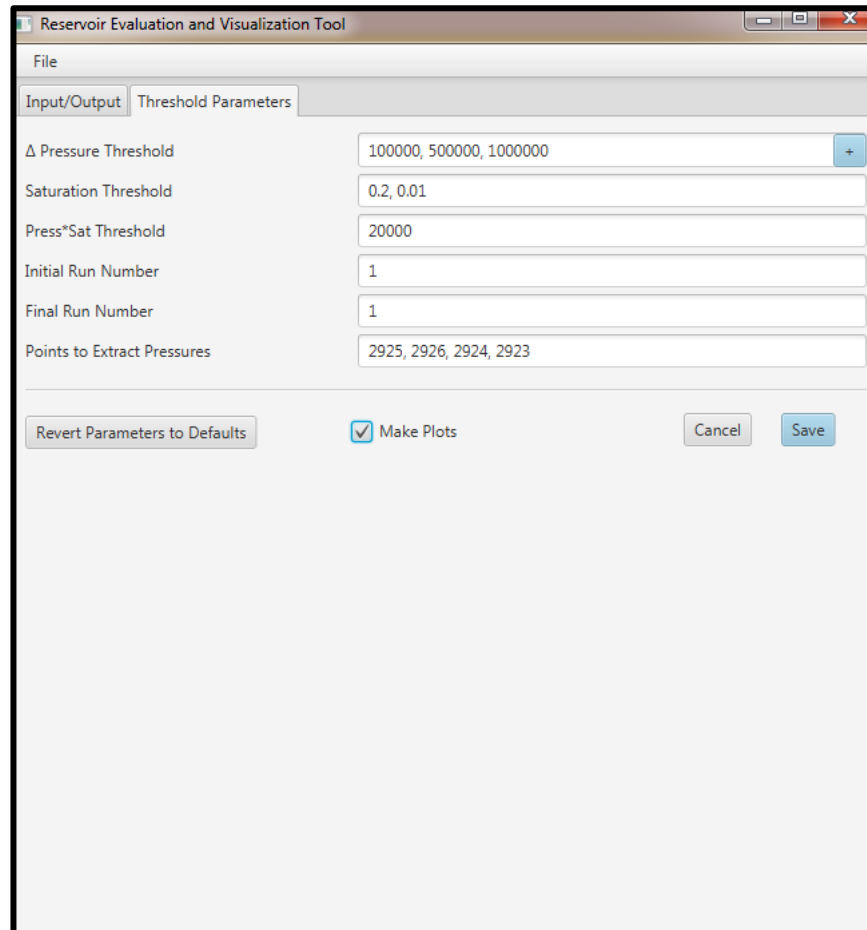 Reservoir Evaluation and Visualization Tool
File
Input/Output Threshold Parameters
Δ Pressure Threshold 100000, 500000, 1000000 +
Saturation Threshold 0.2, 0.01
Press*Sat Threshold 20000
Initial Run Number 1
Final Run Number 1
Points to Extract Pressures 2925, 2926, 2924, 2923
Revert Parameters to Defaults Make Plots Cancel Save